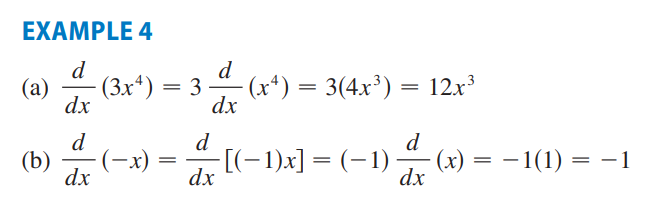 EXAMPLE 4
(a) d/dx (3x⁴) = 3 d/dx (x⁴) = 3(4x³) = 12x³
(b) d/dx (−x) = d/dx [(−1)x] = (−1) d/dx (x) = −1(1) = −1